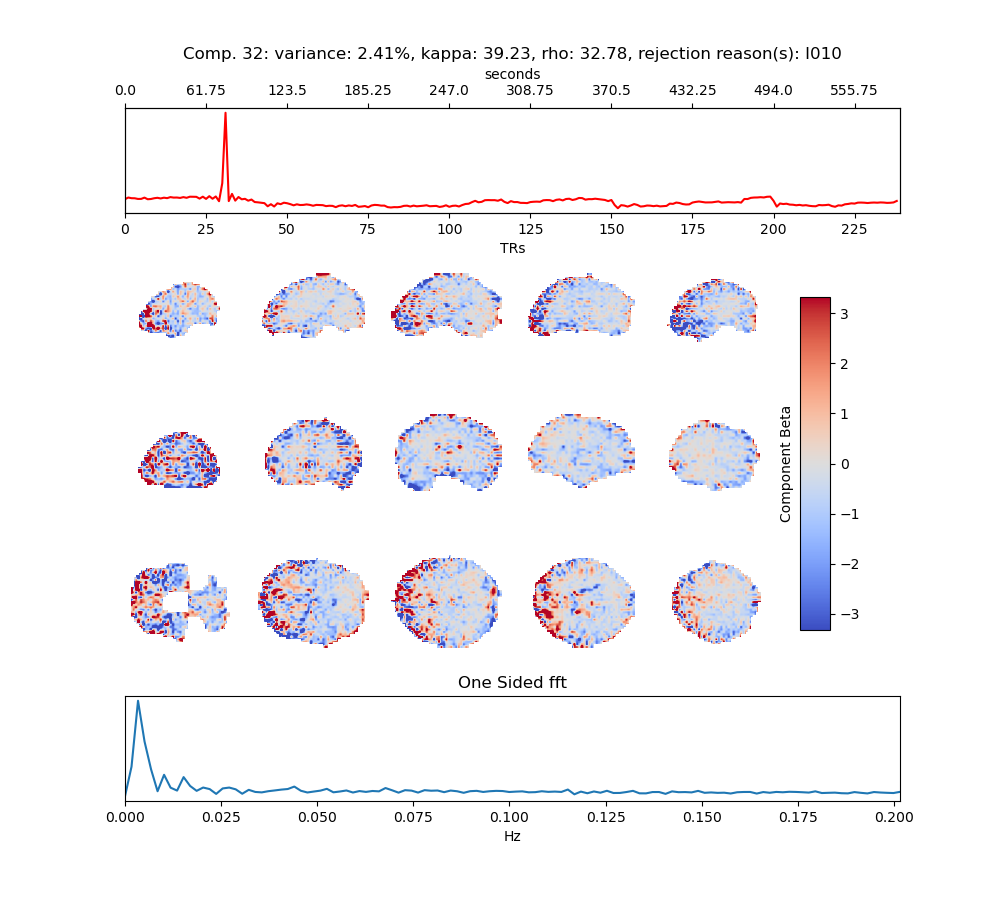 Comp. 32: variance: 2.41%, kappa: 39.23, rho: 32.78, rejection reason(s): I010
seconds
0.0 61.75 123.5 185.25 247.0 308.75 370.5 432.25 494.0 555.75
0 25 50 75 100 125 150 175 200 225
TRs
3
2
1
0
−1
−2
−3
Component Beta
One Sided fft
0.000 0.025 0.050 0.075 0.100 0.125 0.150 0.175 0.200
Hz